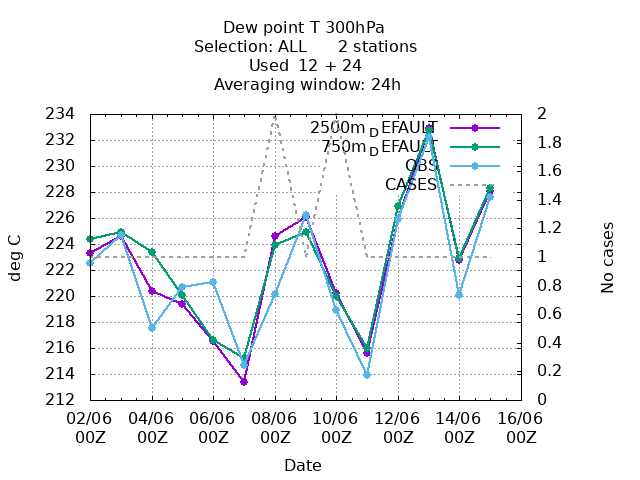 Dew point T 300hPa
Selection: ALL 2 stations
Used 12 + 24
Averaging window: 24h
2500m_DEFAULT
750m_DEFAULT
OBS
CASES
234
232
230
228
226
224
222
220
218
216
214
212
deg C
2
1.8
1.6
1.4
1.2
1
0.8
0.6
0.4
0.2
0
No cases
02/06 04/06 06/06 08/06 10/06 12/06 14/06 16/06
00Z 00Z 00Z 00Z 00Z 00Z 00Z 00Z
Date